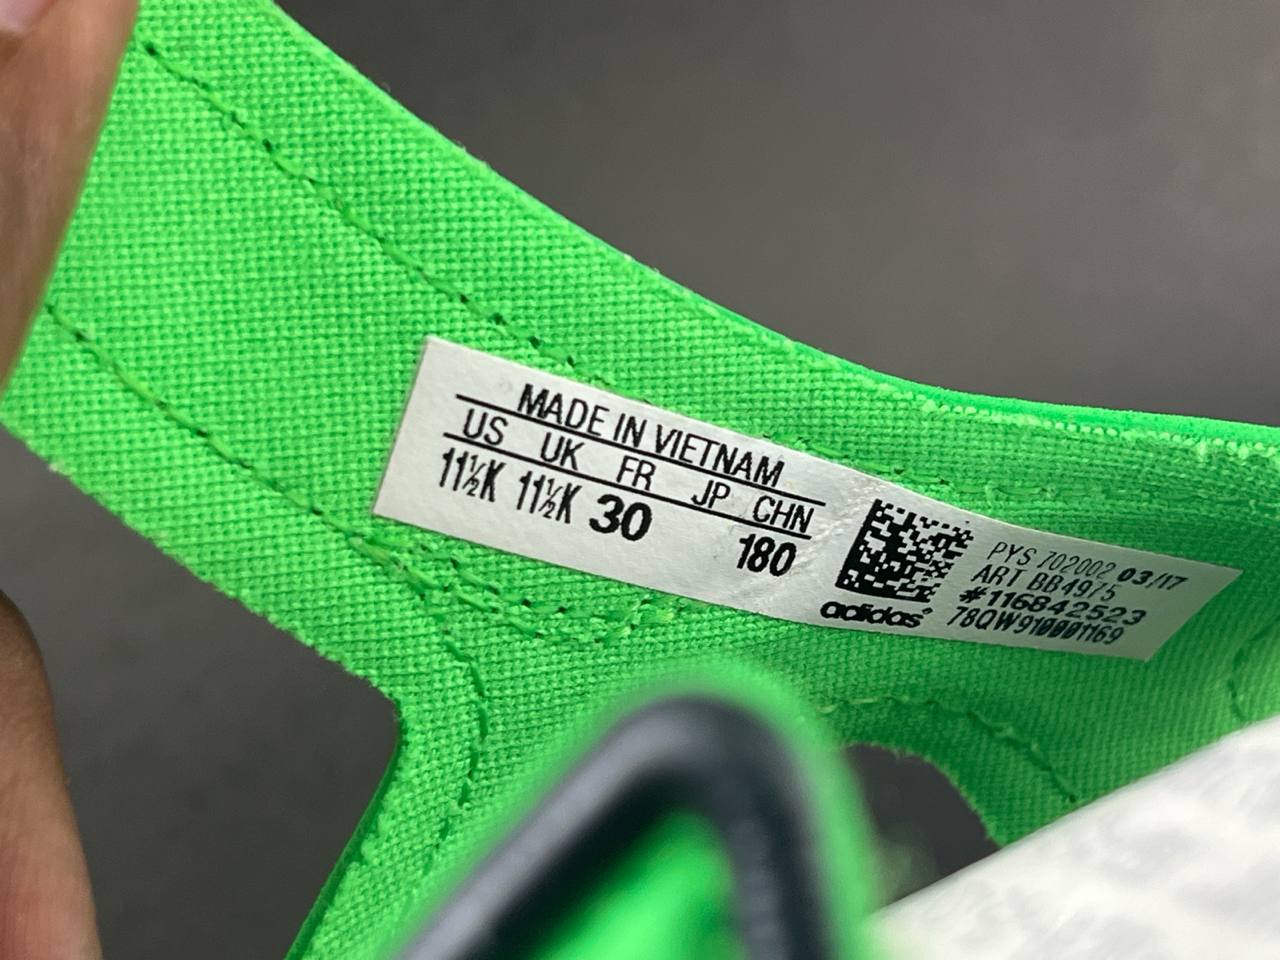 MADE IN VIETNAM
US UK FR JP CHN
11½K 11½K 30 180
adidas®
PYS 702002 03/17
ART BB4975
#116842523
78QW910001169